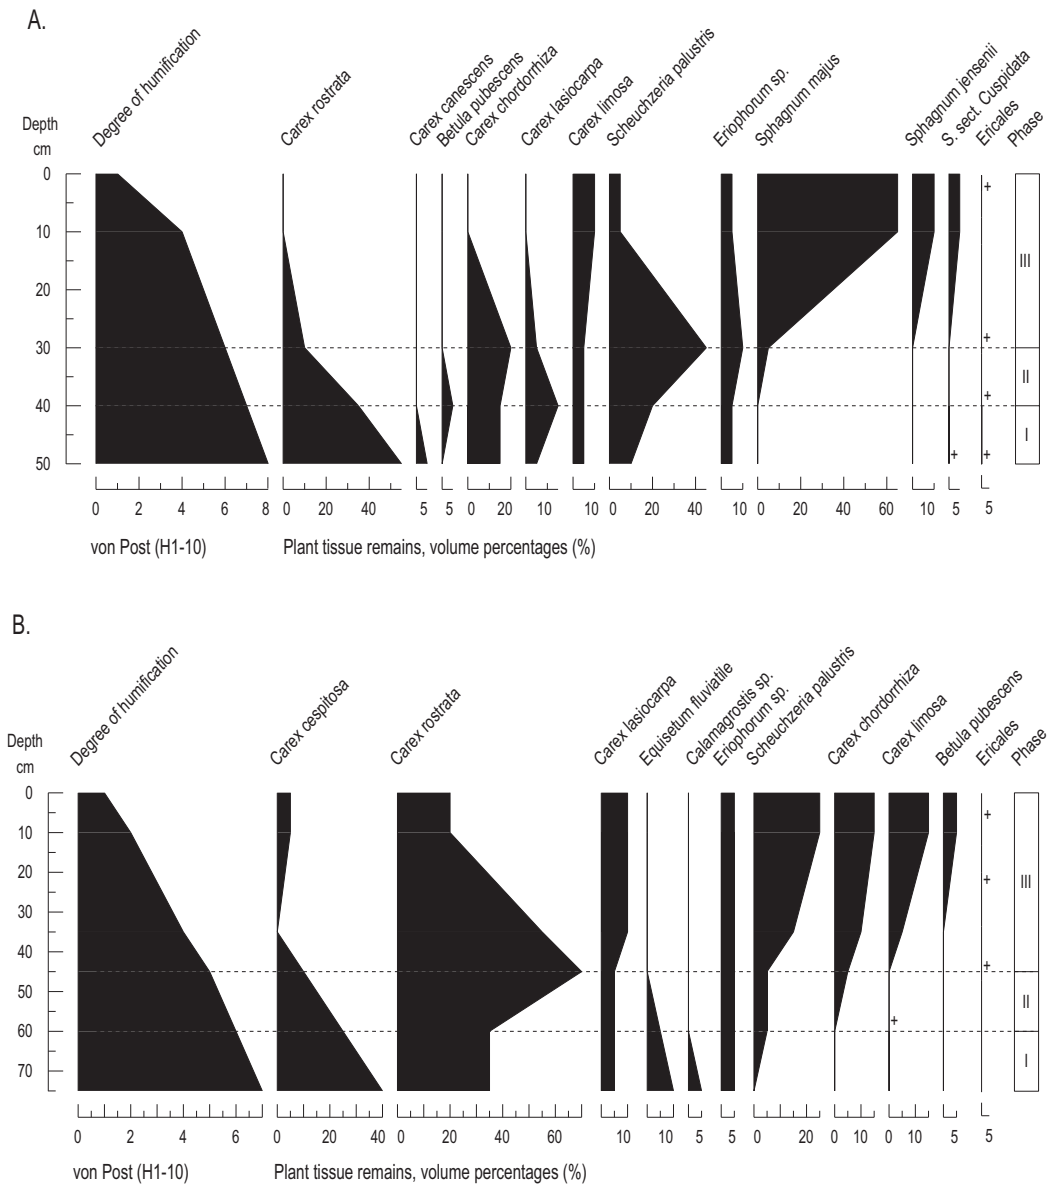 A.
Degree of humification
Carex rostrata
Carex canescens
Betula pubescens
Carex chordorrhiza
Carex lasiocarpa
Carex limosa
Scheuchzeria palustris
Eriophorum sp.
Sphagnum majus
Sphagnum jensenii
S. sect. Cuspidata
Ericales
Phase
Depth
cm
0
10
20
30
40
50
+
+
+
+ +
III
II
I
0 2 4 6 8 0 20 40 5 5 0 20 10 10 0 20 40 10 0 20 40 60 10 5 5
von Post (H1-10) Plant tissue remains, volume percentages (%)
B.
Degree of humification
Carex cespitosa
Carex rostrata
Carex lasiocarpa
Equisetum fluviatile
Calamagrostis sp.
Eriophorum sp.
Scheuchzeria palustris
Carex chordorrhiza
Carex limosa
Betula pubescens
Ericales
Phase
Depth
cm
0
10
20
30
40
50
60
70
+
+
+
+
III
II
I
0 2 4 6 0 20 40 0 20 40 60 10 10 5 5 0 20 0 10 0 10 5 5
von Post (H1-10) Plant tissue remains, volume percentages (%)